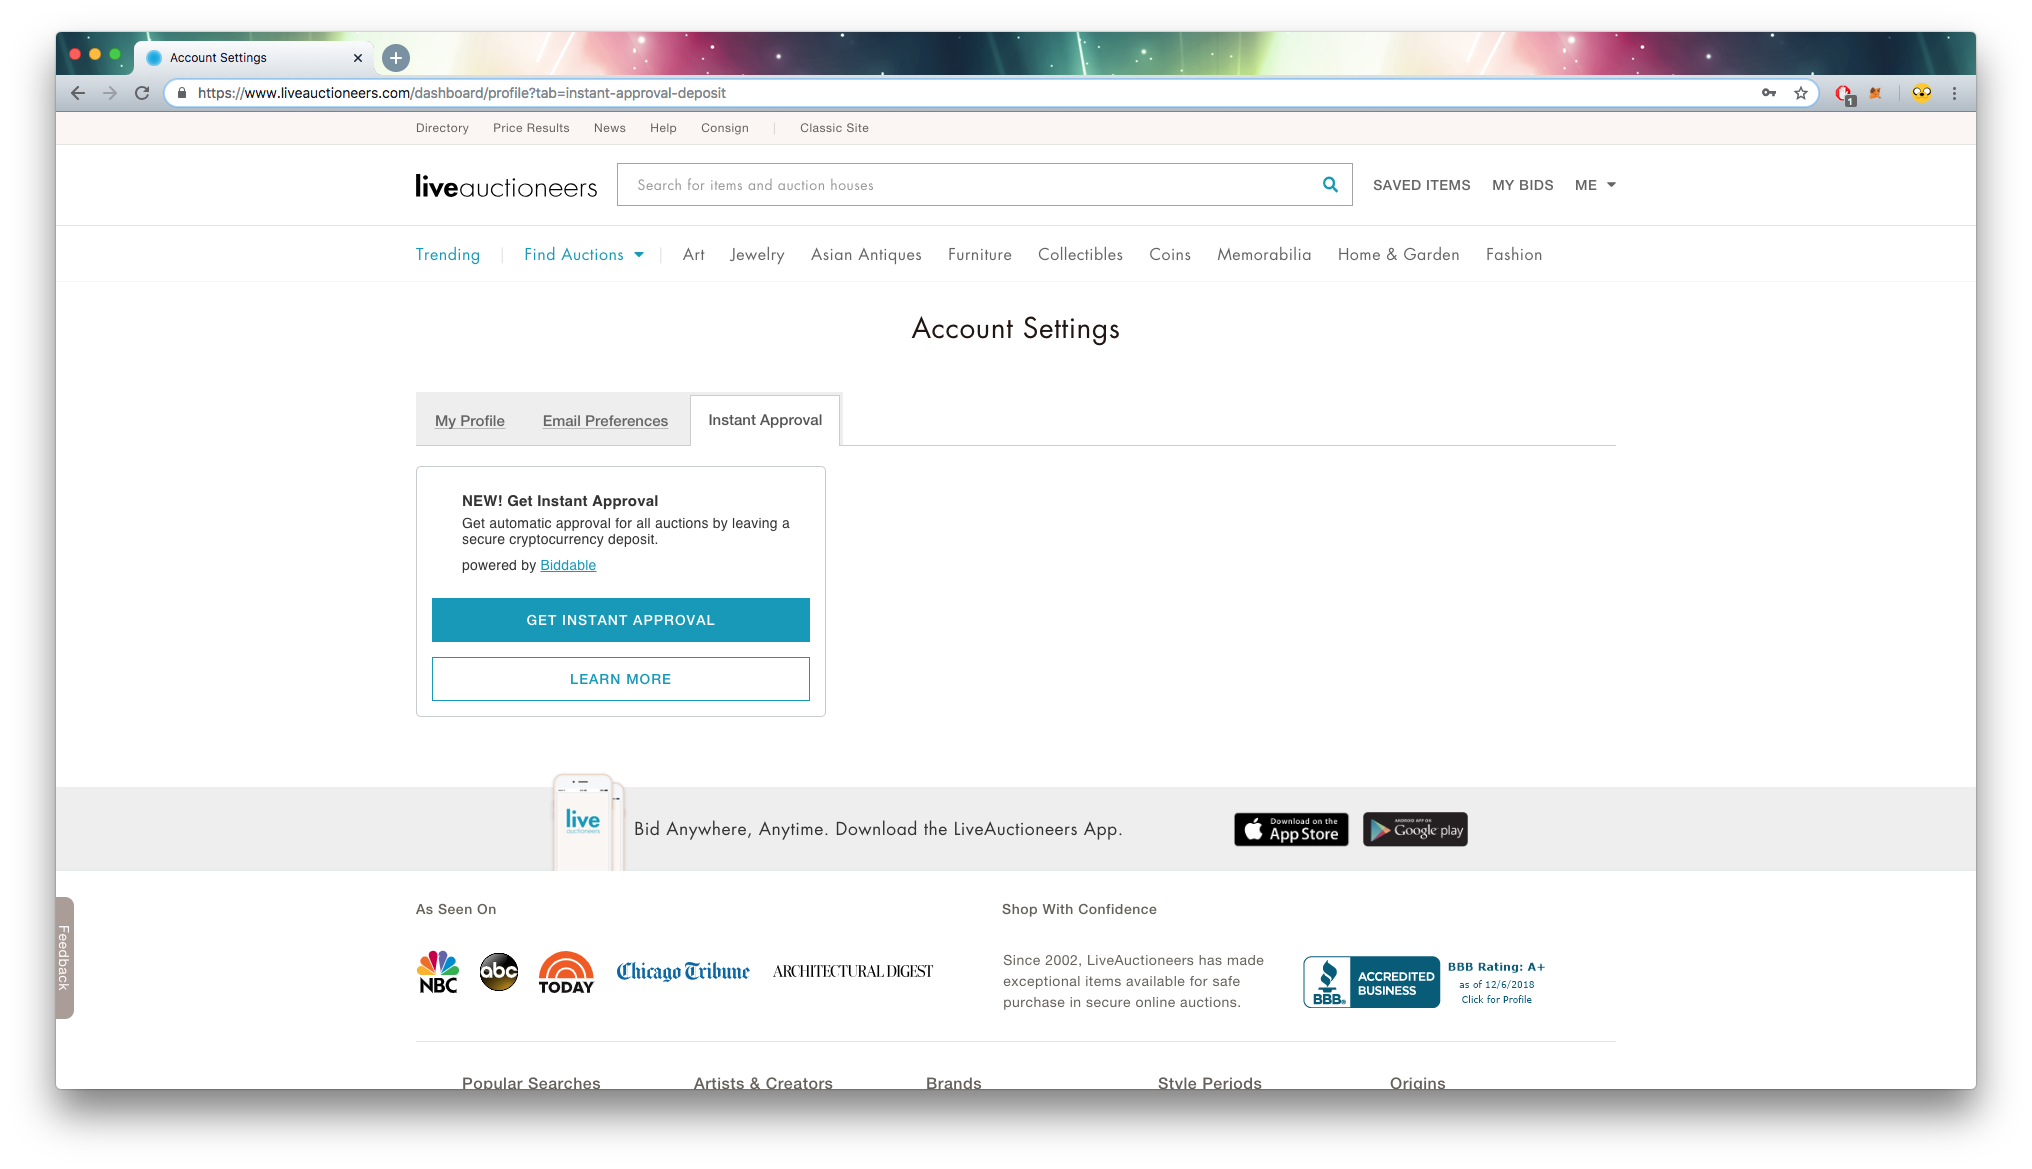 Account Settings
https://www.liveauctioneers.com/dashboard/profile?tab=instant-approval-deposit
1
Directory Price Results News Help Consign Classic Site
liveauctioneers
Search for items and auction houses
SAVED ITEMS MY BIDS ME
Trending Find Auctions Art Jewelry Asian Antiques Furniture Collectibles Coins Memorabilia Home & Garden Fashion
Account Settings
My Profile Email Preferences Instant Approval
NEW! Get Instant Approval
Get automatic approval for all auctions by leaving a
secure cryptocurrency deposit.
powered by Biddable
GET INSTANT APPROVAL
LEARN MORE
live
auctioneers
Bid Anywhere, Anytime. Download the LiveAuctioneers App.
Download on the
App Store
ANDROID APP ON
Google play
Feedback
As Seen On
NBC
abc
TODAY
Chicago Tribune
ARCHITECTURAL DIGEST
Shop With Confidence
Since 2002, LiveAuctioneers has made
exceptional items available for safe
purchase in secure online auctions.
BBB.
ACCREDITED
BUSINESS
BBB Rating: A+
as of 12/6/2018
Click for Profile
Popular Searches Artists & Creators Brands Style Periods Origins